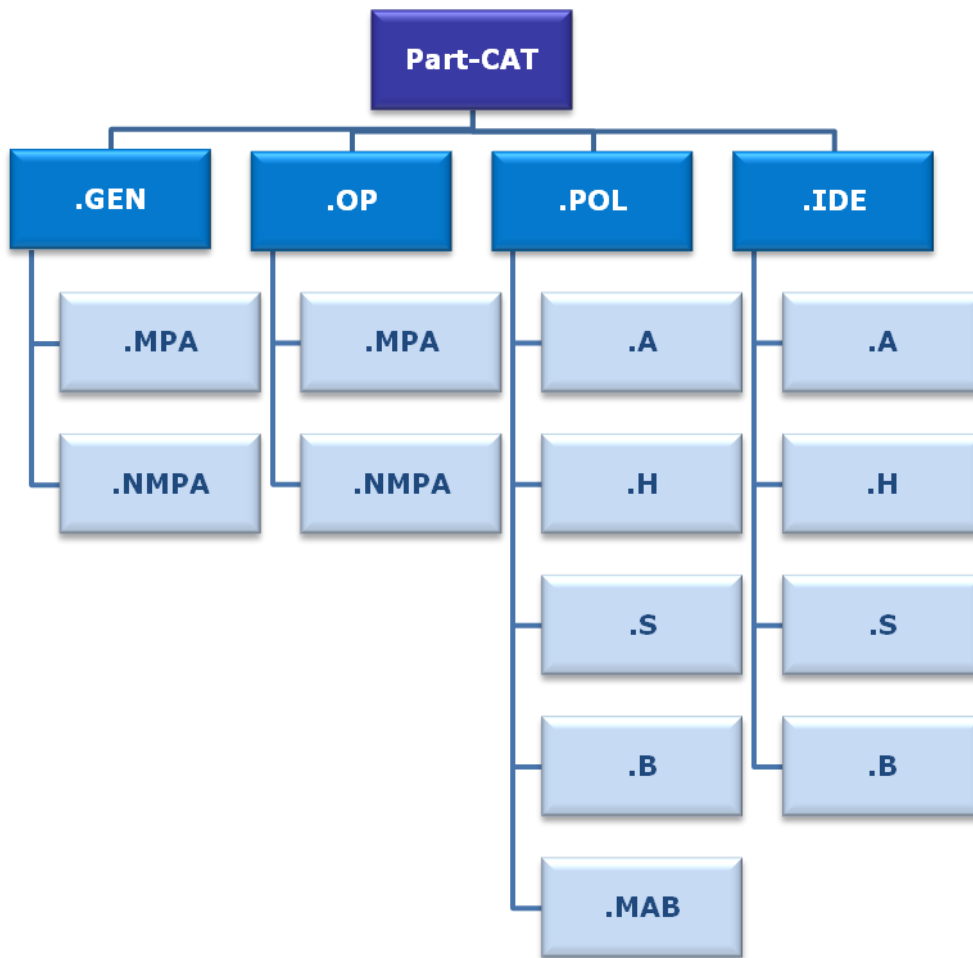 Part-CAT
.GEN
.OP
.POL
.IDE
.MPA
.MPA
.A
.A
.NMPA
.NMPA
.H
.H
.S
.S
.B
.B
.MAB